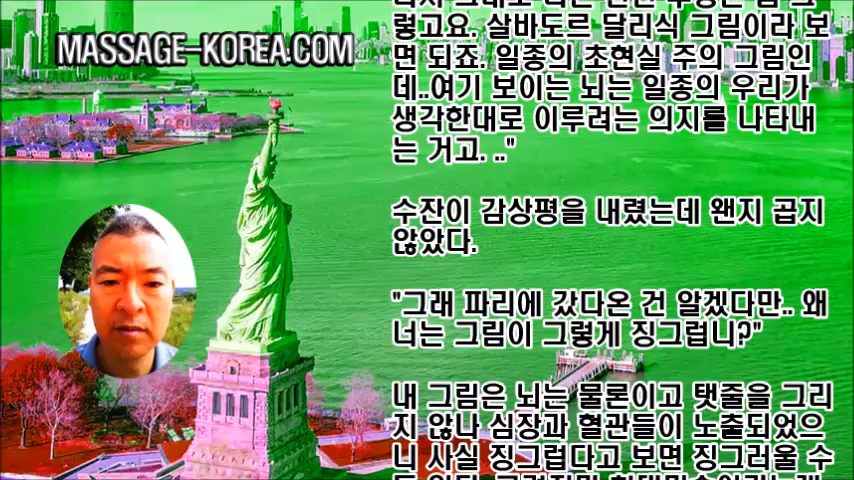 MASSAGE-KOREA.COM
렇고요. 살바도르 달리식 그림이라 보
면 되죠. 일종의 초현실 주의 그림인
데..여기 보이는 뇌는 일종의 우리가
생각한대로 이루려는 의지를 나타내
는 거고. .."
수잔이 감상평을 내렸는데 왠지 곱지
않았다.
"그래 파리에 갔다온 건 알겠다만.. 왜
너는 그림이 그렇게 징그럽니?"
내 그림은 뇌는 물론이고 탯줄을 그리
지 않나 심장과 혈관들이 노출되었으
니 사실 징그럽다고 보면 징그러울 수